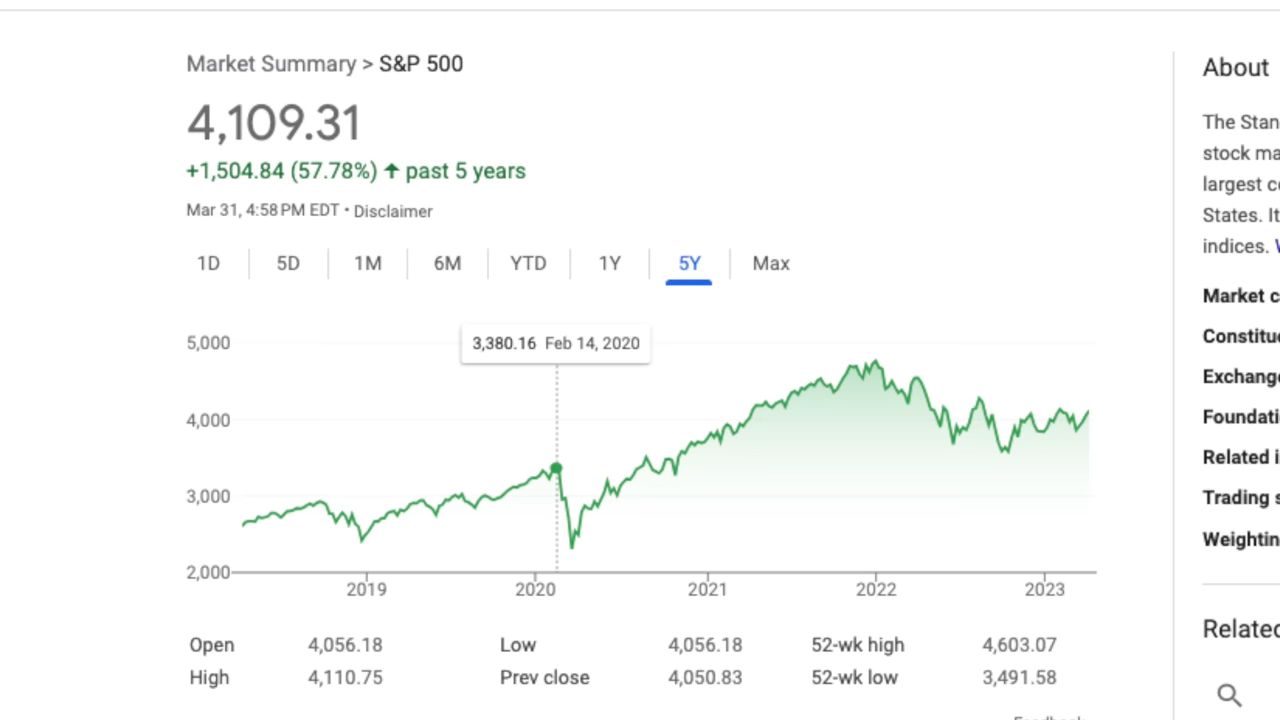 Market Summary > S&P 500
4,109.31
+1,504.84 (57.78%) ↑ past 5 years
Mar 31, 4:58 PM EDT • Disclaimer
1D 5D 1M 6M YTD 1Y 5Y Max
3,380.16 Feb 14, 2020
5,000
4,000
3,000
2,000
2019 2020 2021 2022 2023
Open 4,056.18 Low 4,056.18 52-wk high 4,603.07
High 4,110.75 Prev close 4,050.83 52-wk low 3,491.58
About
The Stan
stock ma
largest c
States. It
indices.
Market c
Constitue
Exchange
Foundati
Related i
Trading s
Weightin
Related